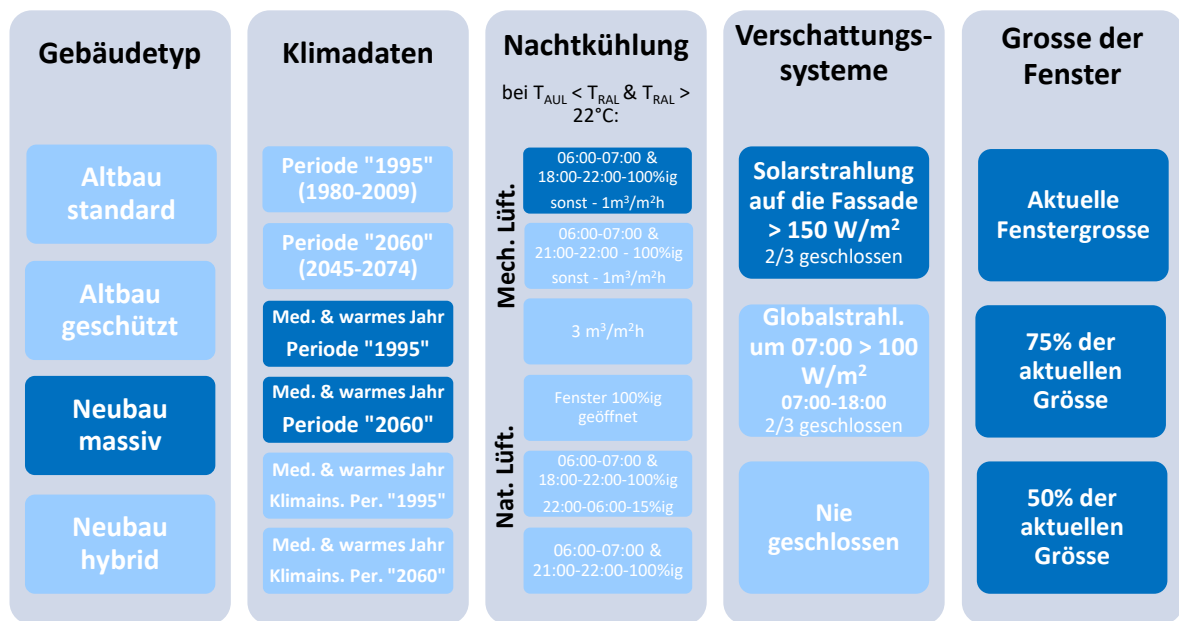 Gebäudetyp
Altbau
standard
Altbau
geschützt
Neubau
massiv
Neubau
hybrid
Klimadaten
Periode "1995"
(1980-2009)
Periode "2060"
(2045-2074)
Med. & warmes Jahr
Periode "1995"
Med. & warmes Jahr
Periode "2060"
Med. & warmes Jahr
Klimains. Per. "1995"
Med. & warmes Jahr
Klimains. Per. "2060"
Nachtkühlung
bei T_AUL < T_RAL & T_RAL >
22°C:
Mech. Lüft.
06:00-07:00 &
18:00-22:00-100%ig
sonst - 1m³/m²h
06:00-07:00 &
21:00-22:00 - 100%ig
sonst - 1m³/m²h
3 m³/m²h
Nat. Lüft.
Fenster 100%ig
geöffnet
06:00-07:00 &
18:00-22:00-100%ig
22:00-06:00-15%ig
06:00-07:00 &
21:00-22:00-100%ig
Verschattungs-
systeme
Solarstrahlung
auf die Fassade
> 150 W/m²
2/3 geschlossen
Globalstrahl.
um 07:00 > 100
W/m²
07:00-18:00
2/3 geschlossen
Nie
geschlossen
Grosse der
Fenster
Aktuelle
Fenstergrosse
75% der
aktuellen
Grösse
50% der
aktuellen
Grösse